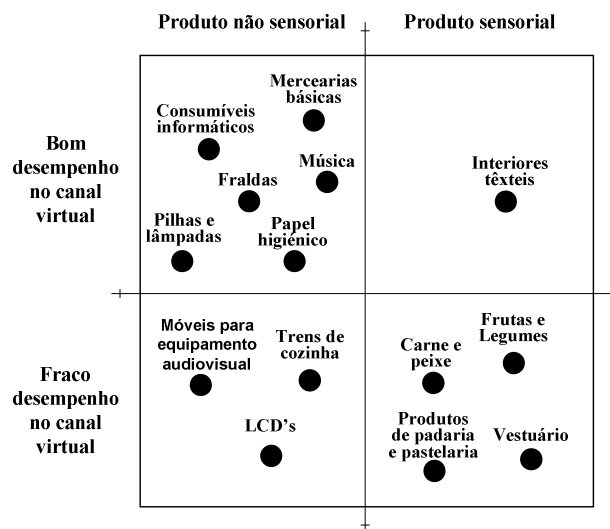 Produto não sensorial
Produto sensorial
Bom
desempenho
no canal
virtual
Mercearias
básicas
Consumíveis
informáticos
Música
Fraldas
Pilhas e
lâmpadas
Papel
higiénico
Interiores
têxteis
Fraco
desempenho
no canal
virtual
Móveis para
equipamento
audiovisual
Trens de
cozinha
LCD's
Carne e
peixe
Frutas e
Legumes
Produtos
de padaria
e pastelaria
Vestuário